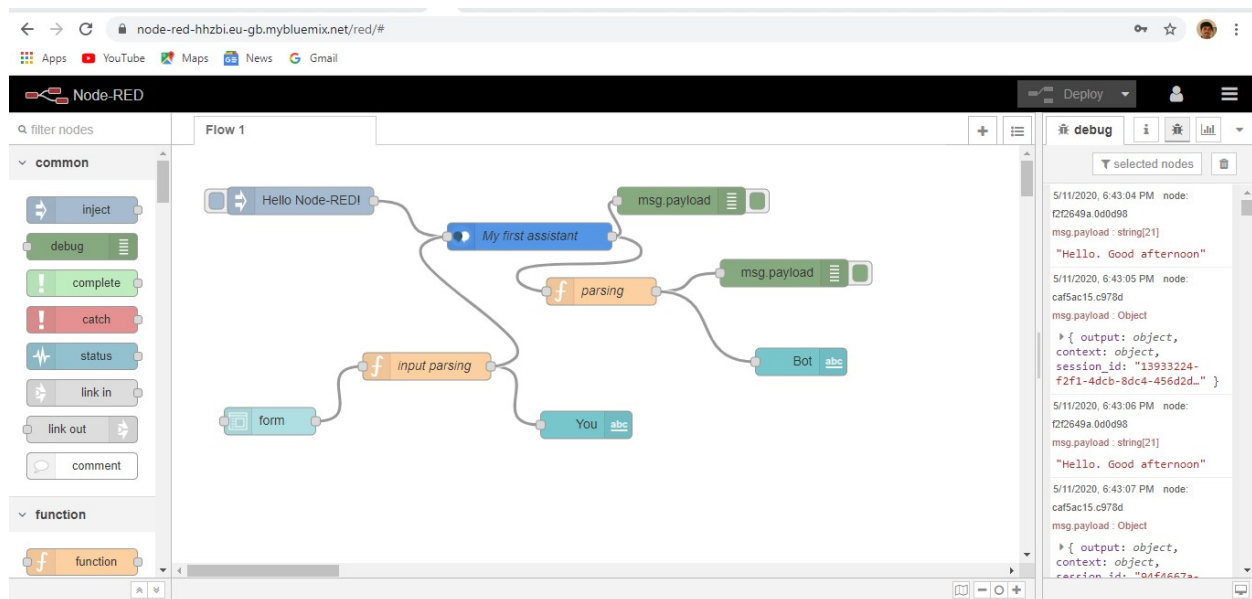 node-red-hhzbi.eu-gb.mybluemix.net/red/#
Apps YouTube Maps News Gmail
Node-RED
Deploy
filter nodes
Flow 1
debug
i
common
selected nodes
inject
debug
complete
catch
status
link in
link out
comment
function
function
Hello Node-RED!
msg.payload
My first assistant
msg.payload
parsing
input parsing
Bot abc
form
You abc
5/11/2020, 6:43:04 PM node:
f2f2649a.0d0d98
msg.payload : string[21]
"Hello. Good afternoon"
5/11/2020, 6:43:05 PM node:
caf5ac15.c978d
msg.payload : Object
{ output: object,
context: object,
session_id: "13933224-
f2f1-4dcb-8dc4-456d2d…" }
5/11/2020, 6:43:06 PM node:
f2f2649a.0d0d98
msg.payload : string[21]
"Hello. Good afternoon"
5/11/2020, 6:43:07 PM node:
caf5ac15.c978d
msg.payload : Object
{ output: object,
context: object,
session_id: "94f4667a-